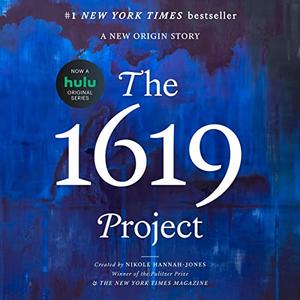 #1 NEW YORK TIMES bestseller
A NEW ORIGIN STORY
NOW A
hulu
ORIGINAL
SERIES
The
1619
Project
Created by NIKOLE HANNAH-JONES
Winner of the Pulitzer Prize
& THE NEW YORK TIMES MAGAZINE